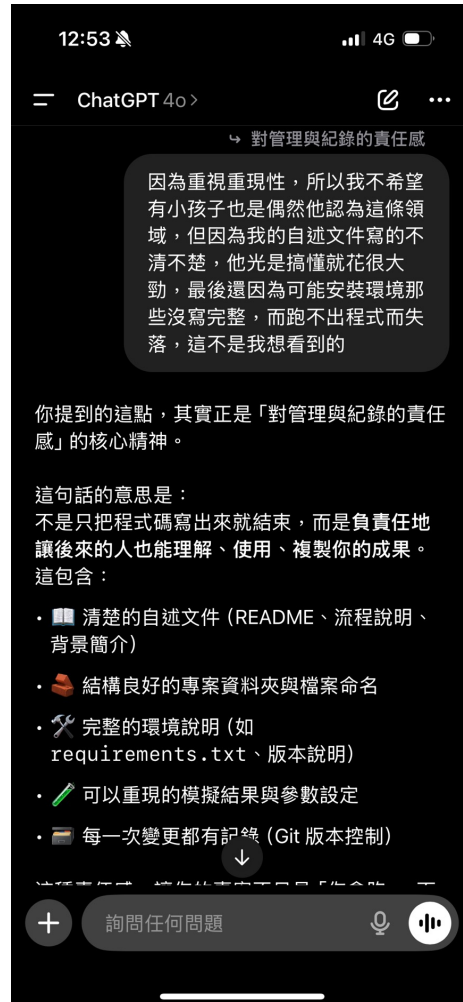 12:53
4G
ChatGPT 4o >
↳ 對管理與紀錄的責任感
因為重視重現性，所以我不希望
有小孩子也是偶然他認為這條領
域，但因為我的自述文件寫的不
清不楚，他光是搞懂就花很大
勁，最後還因為可能安裝環境那
些沒寫完整，而跑不出程式而失
落，這不是我想看到的
你提到的這點，其實正是「對管理與紀錄的責任
感」的核心精神。
這句話的意思是：
不是只把程式碼寫出來就結束，而是負責任地
讓後來的人也能理解、使用、複製你的成果。
這包含：
• 📖 清楚的自述文件（README、流程說明、
背景簡介）
• 🧱 結構良好的專案資料夾與檔案命名
• 🛠 完整的環境說明（如
requirements.txt、版本說明）
• 🧪 可以重現的模擬結果與參數設定
• 🗃 每一次變更都有記錄（Git 版本控制）
詢問任何問題